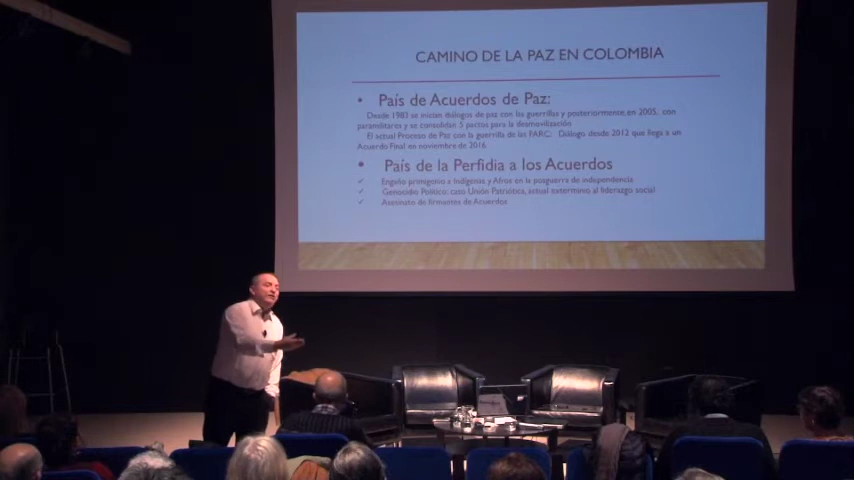 CAMINO DE LA PAZ EN COLOMBIA
• País de Acuerdos de Paz:
Desde 1983 se inician diálogos de paz con las guerrillas y posteriormente, en 2005, con
paramilitares y se consolidan 5 pactos para la desmovilización
El actual Proceso de Paz con la guerrilla de las FARC: Diálogo desde 2012 que llega a un
Acuerdo Final en noviembre de 2016.
• País de la Perfidia a los Acuerdos
✓ Engaño primigenio a Indígenas y Afros en la posguerra de independencia
✓ Genocidio Político: caso Unión Patriótica, actual exterminio al liderazgo social
✓ Asesinato de firmantes de Acuerdos